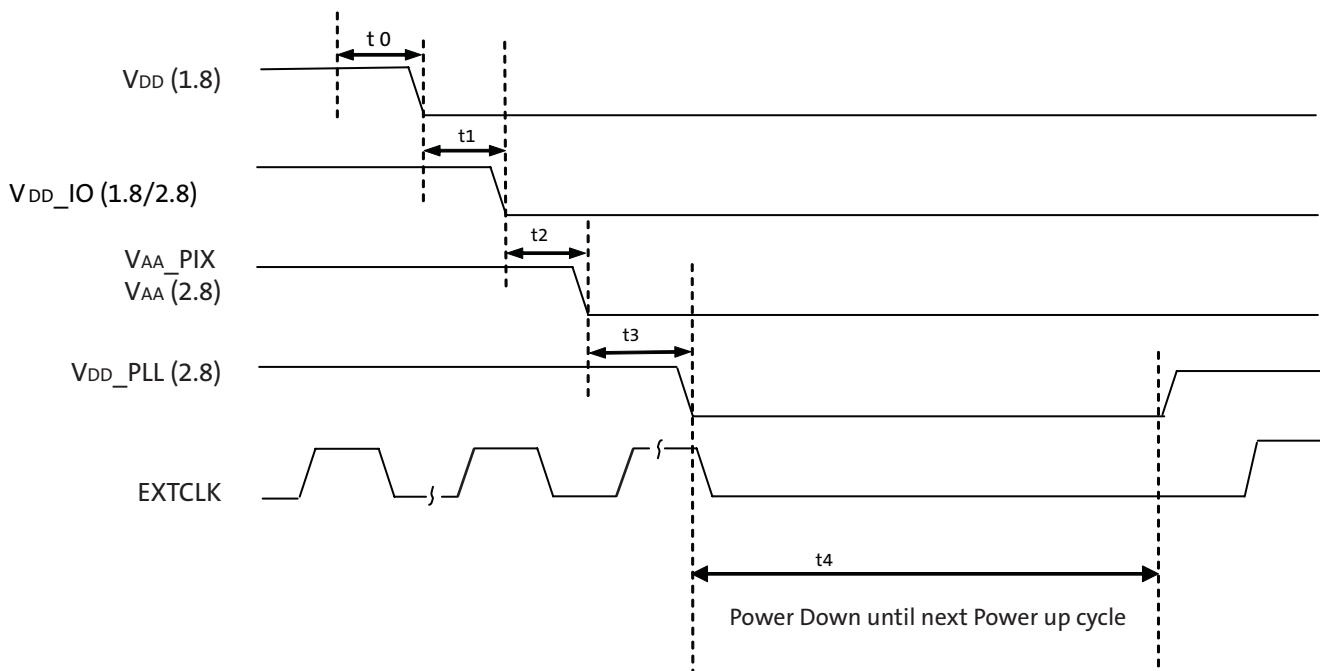 t 0
VDD (1.8)
t1
VDD_IO (1.8/2.8)
t2
VAA_PIX
VAA (2.8)
t3
VDD_PLL (2.8)
EXTCLK
t4
Power Down until next Power up cycle